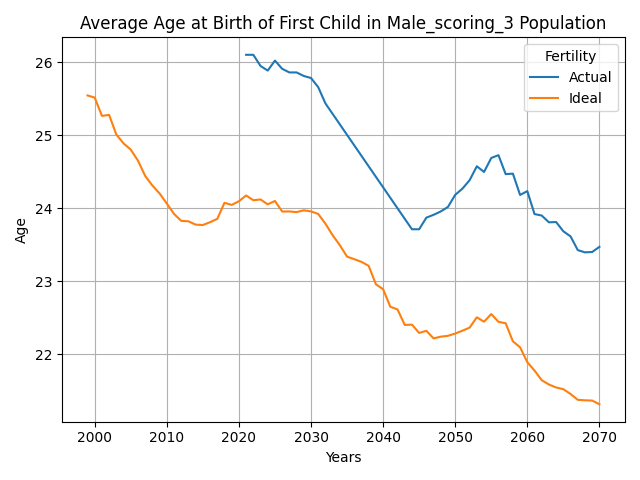 Average Age at Birth of First Child in Male_scoring_3 Population
Fertility
Actual
Ideal
26
25
24
23
22
Age
2000 2010 2020 2030 2040 2050 2060 2070
Years